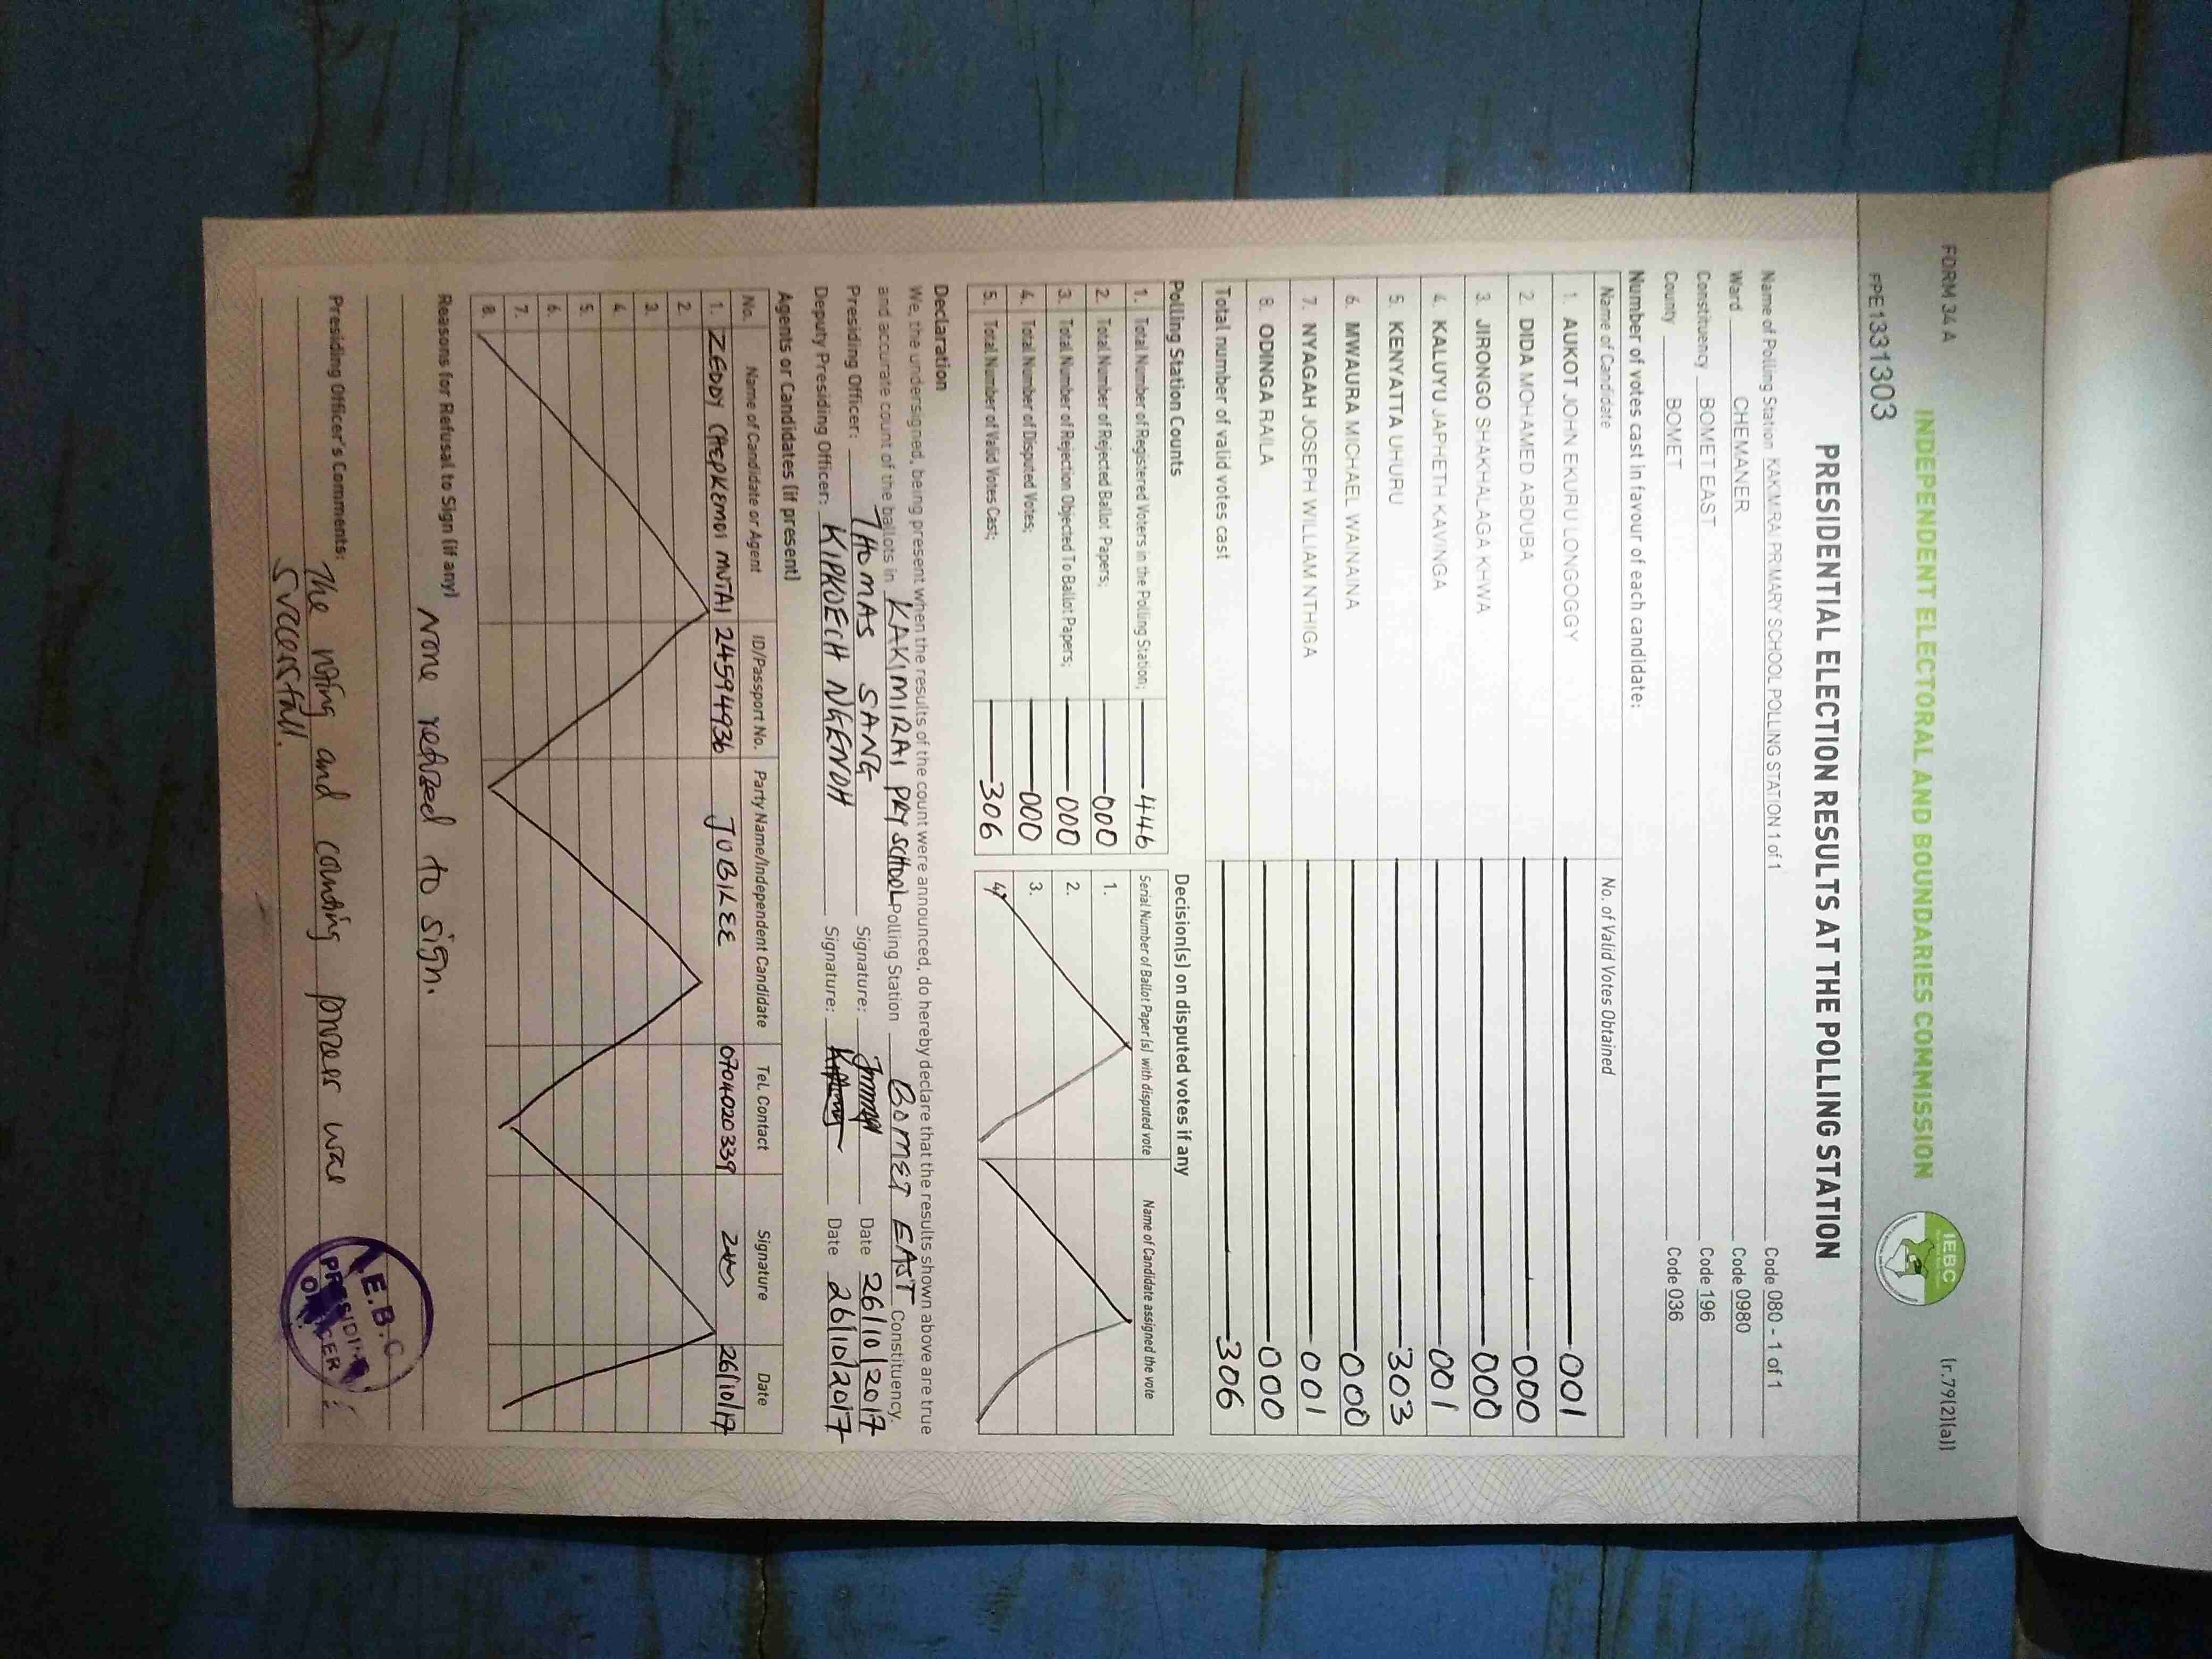 FORM 34 A
(r.79(2)(a))
INDEPENDENT ELECTORAL AND BOUNDARIES COMMISSION
IEBC
PPE1331303
PRESIDENTIAL ELECTION RESULTS AT THE POLLING STATION
Name of Polling Station KAKIMIRAI PRIMARY SCHOOL POLLING STATION 1 of 1 Code 080 - 1 of 1
Ward CHEMANER Code 0980
Constituency BOMET EAST Code 196
County BOMET Code 036
Number of votes cast in favour of each candidate:
Name of Candidate No. of Valid Votes Obtained
1. AUKOT JOHN EKURU LONGOGGY 001
2. DIDA MOHAMED ABDUBA 000
3. JIRONGO SHAKHALAGA KHWA 000
4. KALUYU JAPHETH KAVINGA 001
5. KENYATTA UHURU 303
6. MWAURA MICHAEL WAINAINA 000
7. NYAGAH JOSEPH WILLIAM NTHIGA 001
8. ODINGA RAILA 000
Total number of valid votes cast 306
Polling Station Counts
1. Total Number of Registered Voters in the Polling Station; 446
2. Total Number of Rejected Ballot Papers; 000
3. Total Number of Rejection Objected To Ballot Papers; 000
4. Total Number of Disputed Votes; 000
5. Total Number of Valid Votes Cast; 306
Decision(s) on disputed votes if any
Serial Number of Ballot Paper(s) with disputed vote Name of Candidate assigned the vote
1.
2.
3.
4.
Declaration
We, the undersigned, being present when the results of the count were announced, do hereby declare that the results shown above are true
and accurate count of the ballots in KAKIMIRAI PRY SCHOOL Polling Station BOMET EAST Constituency.
Presiding Officer: THOMAS SANG Signature: Date 26/10/2017
Deputy Presiding Officer: KIPKOECH NGENOH Signature: Date 26/10/2017
Agents or Candidates (if present)
No. Name of Candidate or Agent ID/Passport No. Party Name/Independent Candidate Tel. Contact Signature Date
1. ZEDDY CHEPKEMOI MUTAI 24594936 JUBILEE 0704020339 26/10/17
2.
3.
4.
5.
6.
7.
8.
Reasons for Refusal to Sign (if any)
None refused to sign.
Presiding Officer's Comments:
The voting and counting process was
successfull.
I.E.B.C
PRESIDING
OFFICER